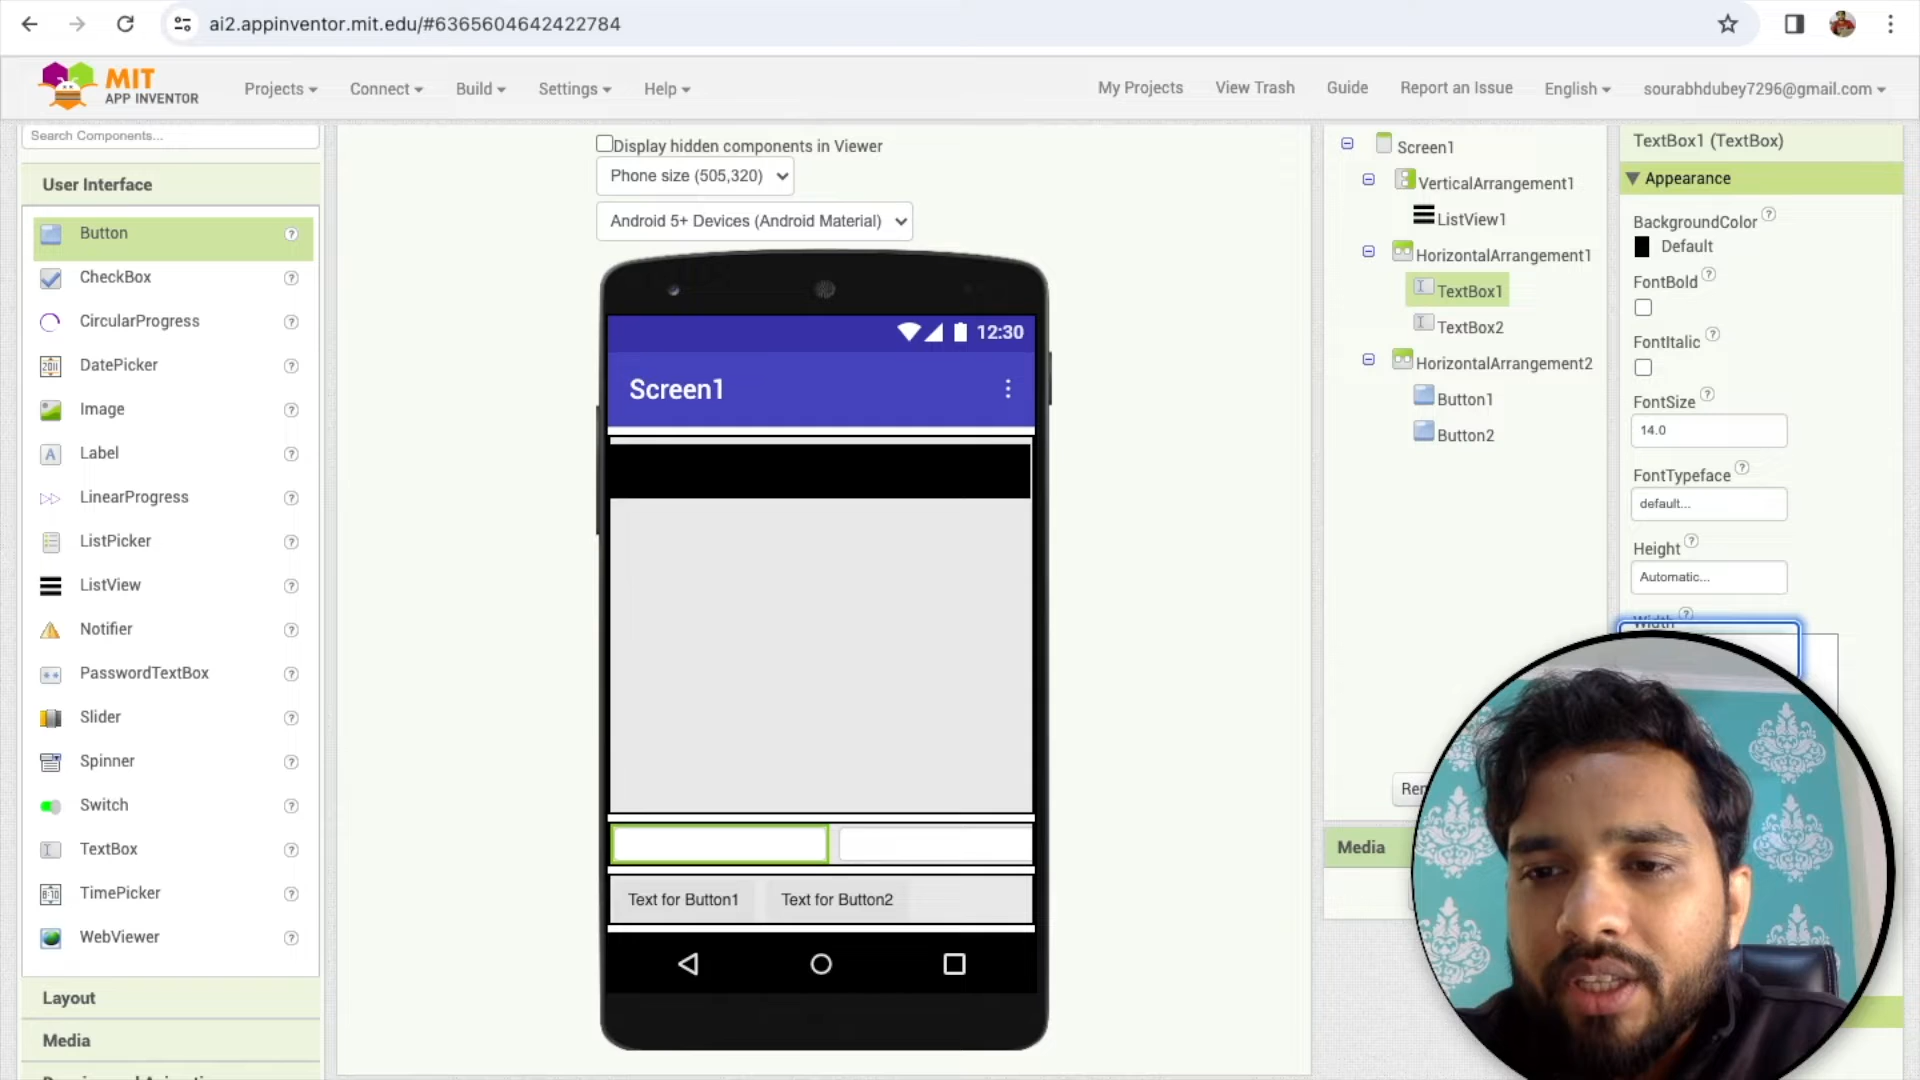 ai2.appinventor.mit.edu/#6365604642422784
MIT
APP INVENTOR
Projects
Connect
Build
Settings
Help
My Projects
View Trash
Guide
Report an Issue
English
sourabhdubey7296@gmail.com
Search Components...
User Interface
Button
CheckBox
CircularProgress
DatePicker
Image
Label
LinearProgress
ListPicker
ListView
Notifier
PasswordTextBox
Slider
Spinner
Switch
TextBox
TimePicker
WebViewer
Layout
Media
Display hidden components in Viewer
Phone size (505,320)
Android 5+ Devices (Android Material)
12:30
Screen1
Text for Button1
Text for Button2
Screen1
VerticalArrangement1
ListView1
HorizontalArrangement1
TextBox1
TextBox2
HorizontalArrangement2
Button1
Button2
Media
TextBox1 (TextBox)
Appearance
BackgroundColor
Default
FontBold
FontItalic
FontSize
14.0
FontTypeface
default...
Height
Automatic...
Width